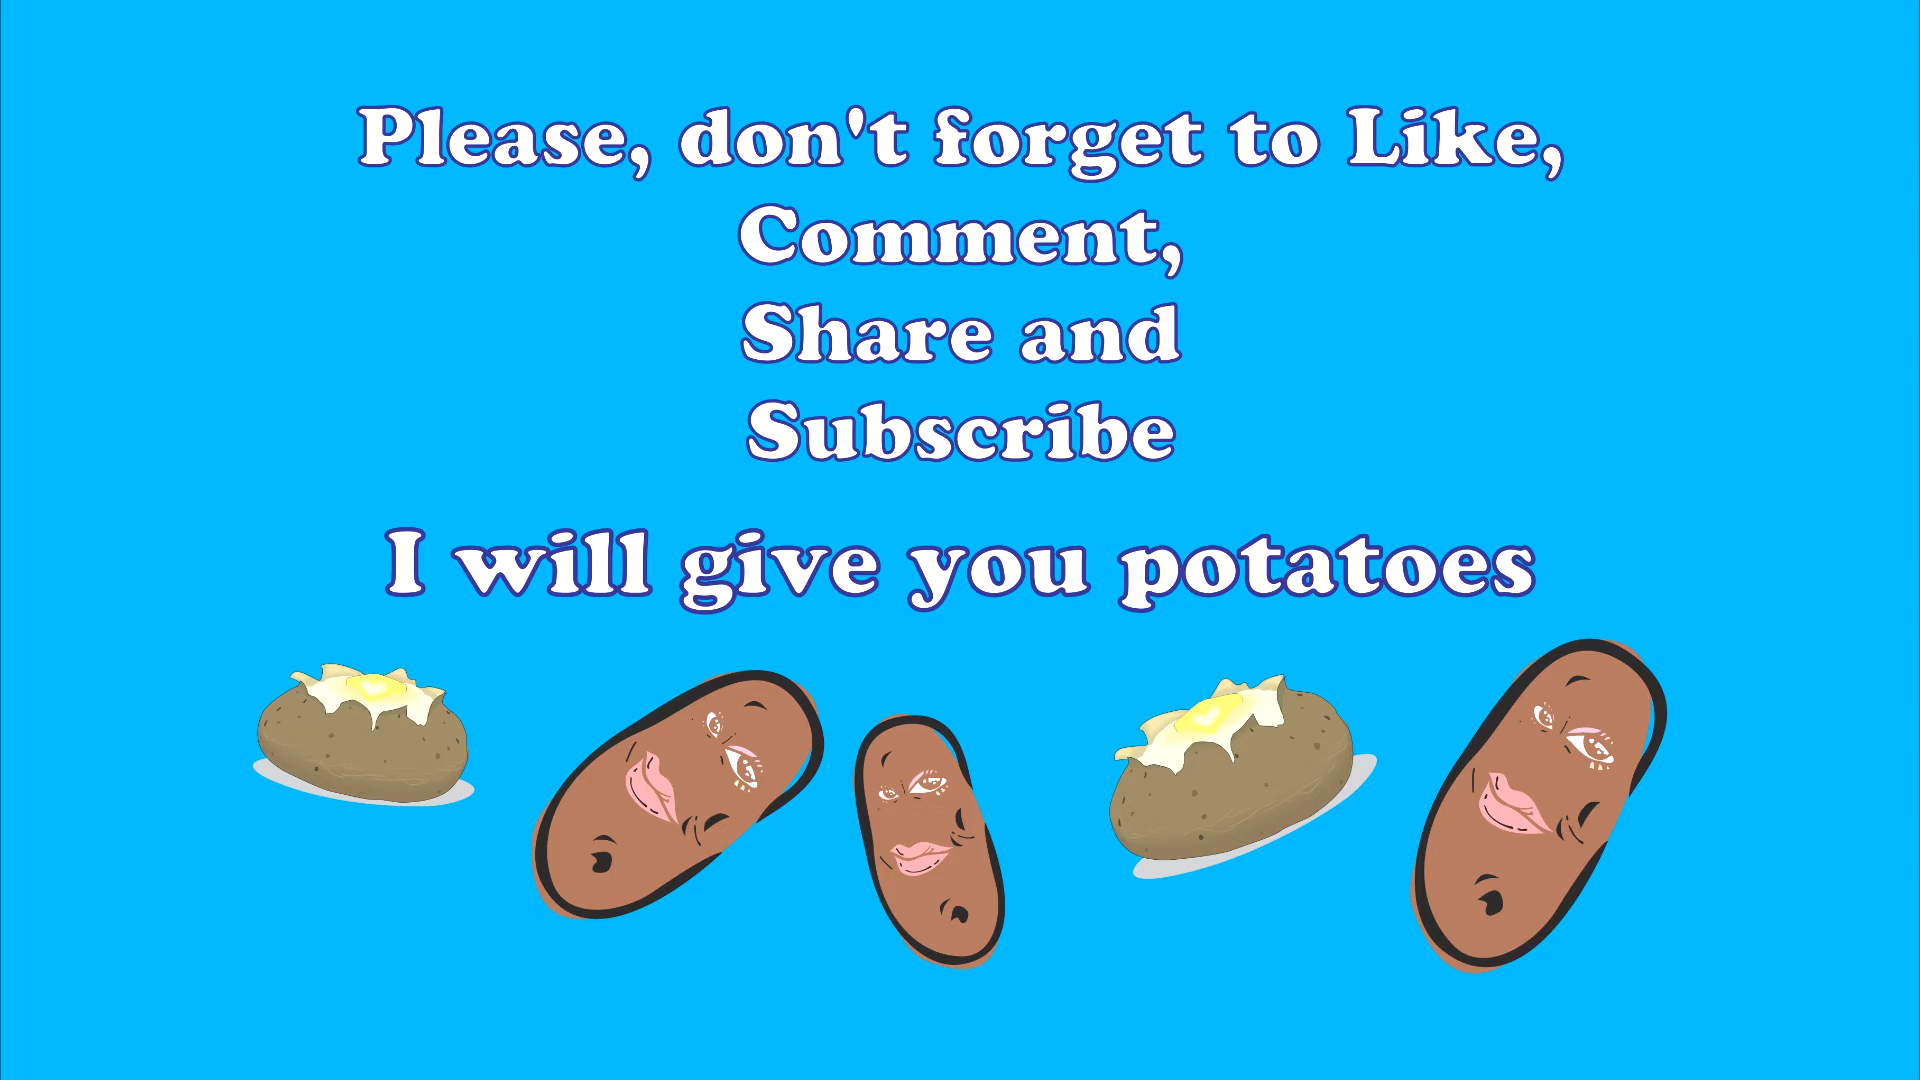 Please, don't forget to Like,
Comment,
Share and
Subscribe
I will give you potatoes